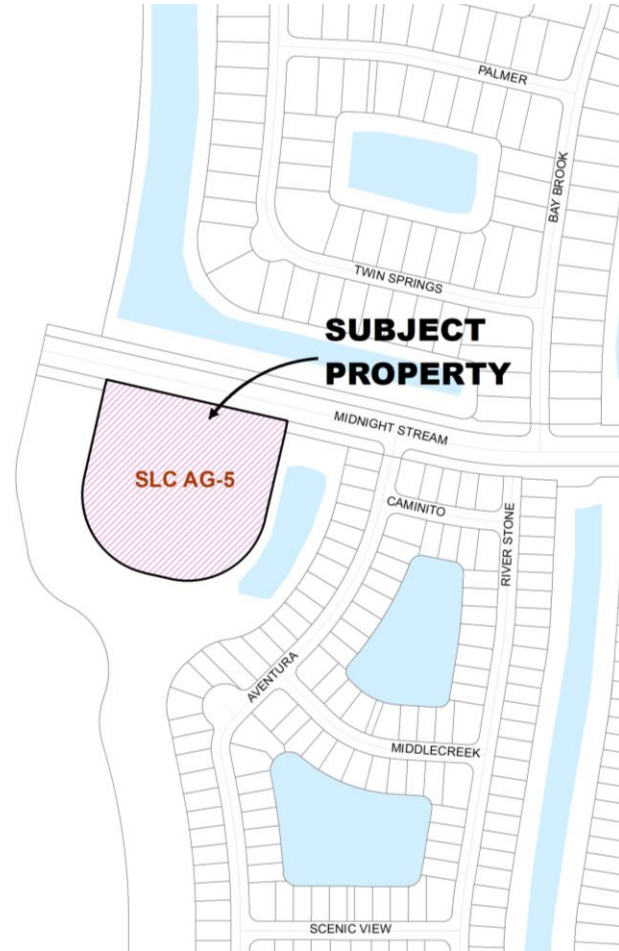 PALMER
BAY BROOK
TWIN SPRINGS
SUBJECT
PROPERTY
MIDNIGHT STREAM
SLC AG-5
CAMINITO
RIVER STONE
AVENTURA
MIDDLECREEK
SCENIC VIEW